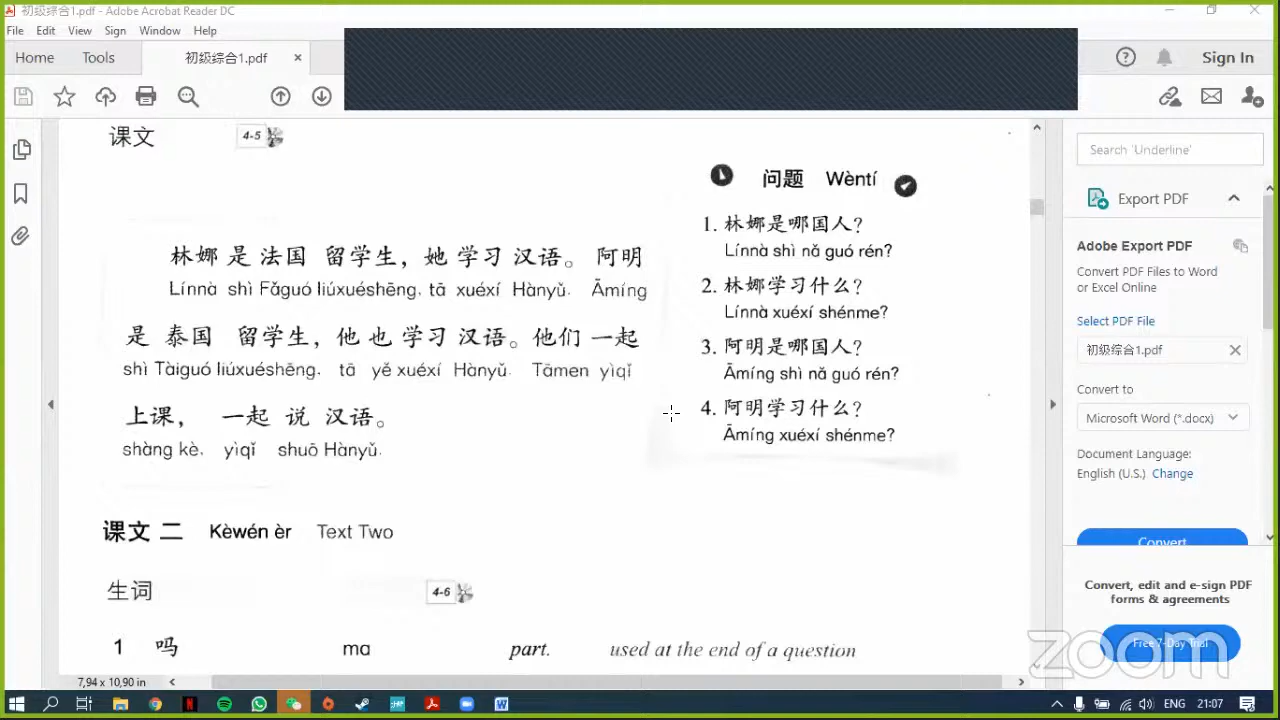 初级综合1.pdf - Adobe Acrobat Reader DC
File Edit View Sign Window Help
Home Tools 初级综合1.pdf × Sign In
课文 4-5
林娜 是 法国 留学生，她 学习 汉语。 阿明
Línnà shì Fǎguó liúxuéshēng, tā xuéxí Hànyǔ. Āmíng
是 泰国 留学生，他 也 学习 汉语。他们 一起
shì Tàiguó liúxuéshēng, tā yě xuéxí Hànyǔ. Tāmen yìqǐ
上课， 一起 说 汉语。
shàng kè, yìqǐ shuō Hànyǔ.
问题 Wèntí
1. 林娜是哪国人？
Línnà shì nǎ guó rén?
2. 林娜学习什么？
Línnà xuéxí shénme?
3. 阿明是哪国人？
Āmíng shì nǎ guó rén?
4. 阿明学习什么？
Āmíng xuéxí shénme?
课文 二 Kèwén èr Text Two
生词 4-6
1 吗 ma part. used at the end of a question
7,94 x 10,90 in
Search 'Underline'
Export PDF
Adobe Export PDF
Convert PDF Files to Word
or Excel Online
Select PDF File
初级综合1.pdf
Convert to
Microsoft Word (*.docx)
Document Language:
English (U.S.) Change
Convert
Convert, edit and e-sign PDF
forms & agreements
Free 7-Day Trial
zoom
ENG 21:07